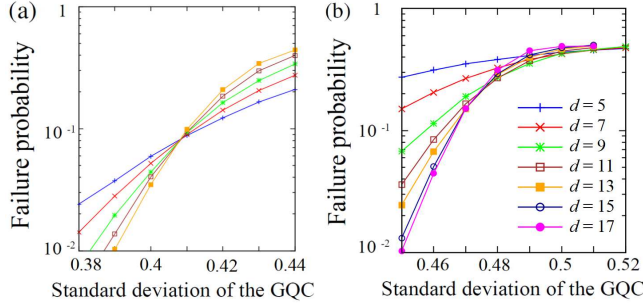 (a)
Failure probability
1
10⁻¹
10⁻²
0.38 0.4 0.42 0.44
Standard deviation of the GQC
(b)
Failure probability
1
10⁻¹
10⁻²
d = 5
d = 7
d = 9
d = 11
d = 13
d = 15
d = 17
0.46 0.48 0.5 0.52
Standard deviation of the GQC